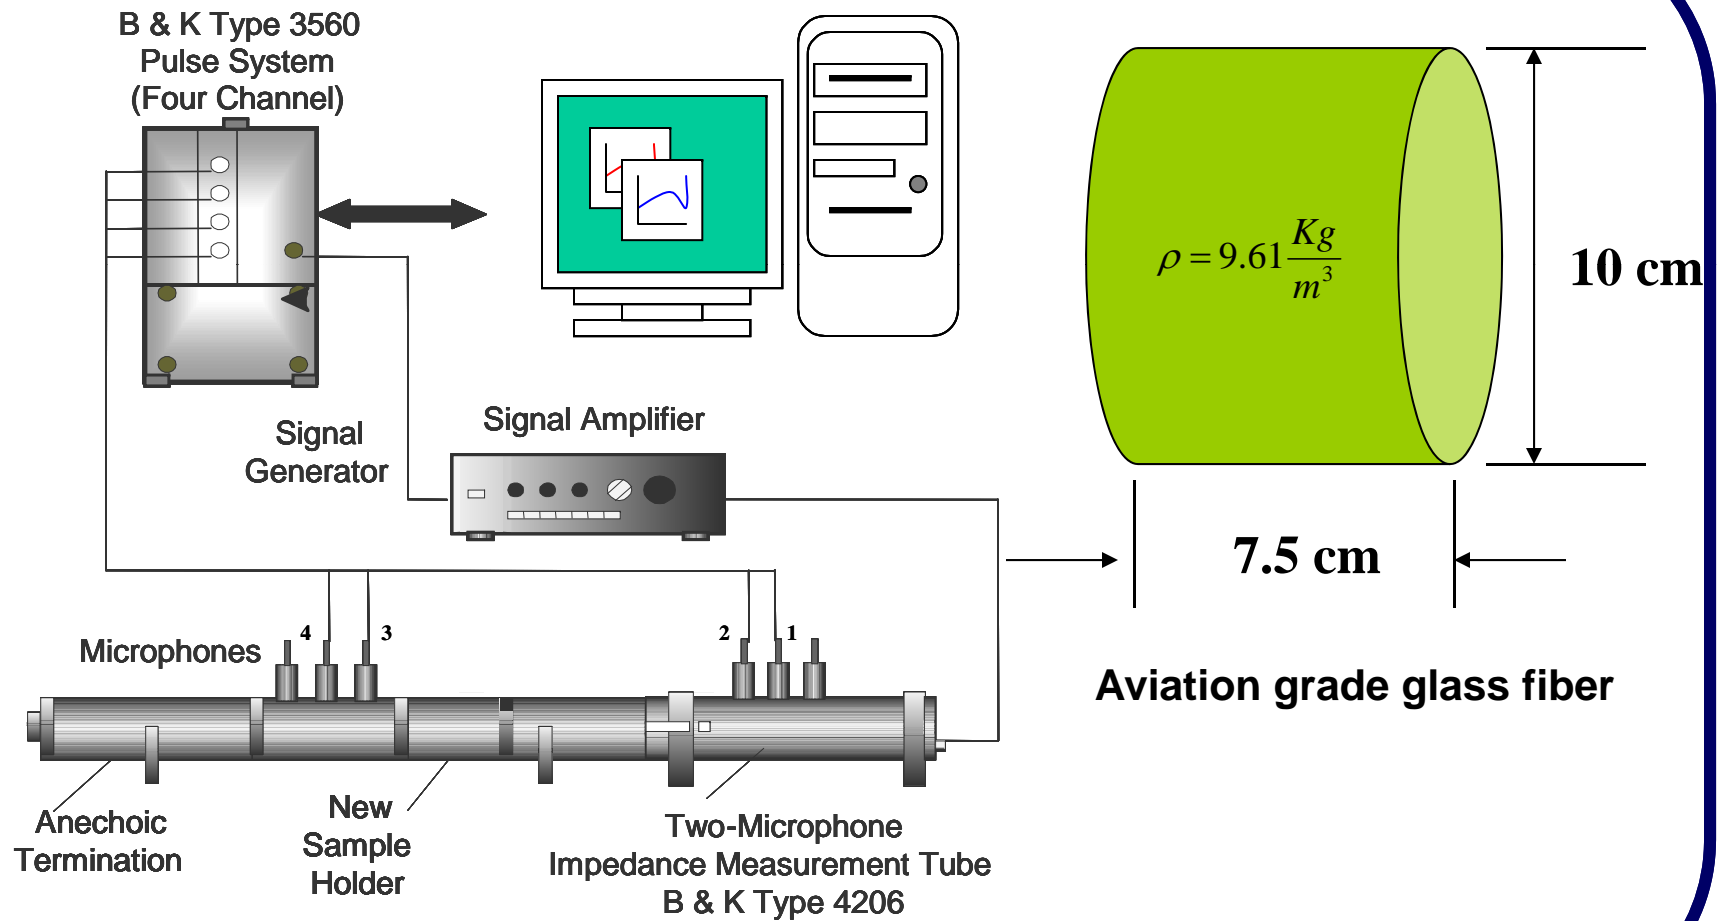 B & K Type 3560
Pulse System
(Four Channel)
ρ = 9.61 Kg/m³
10 cm
Signal
Generator
Signal Amplifier
7.5 cm
Microphones
4
3
2
1
Aviation grade glass fiber
Anechoic
Termination
New
Sample
Holder
Two-Microphone
Impedance Measurement Tube
B & K Type 4206